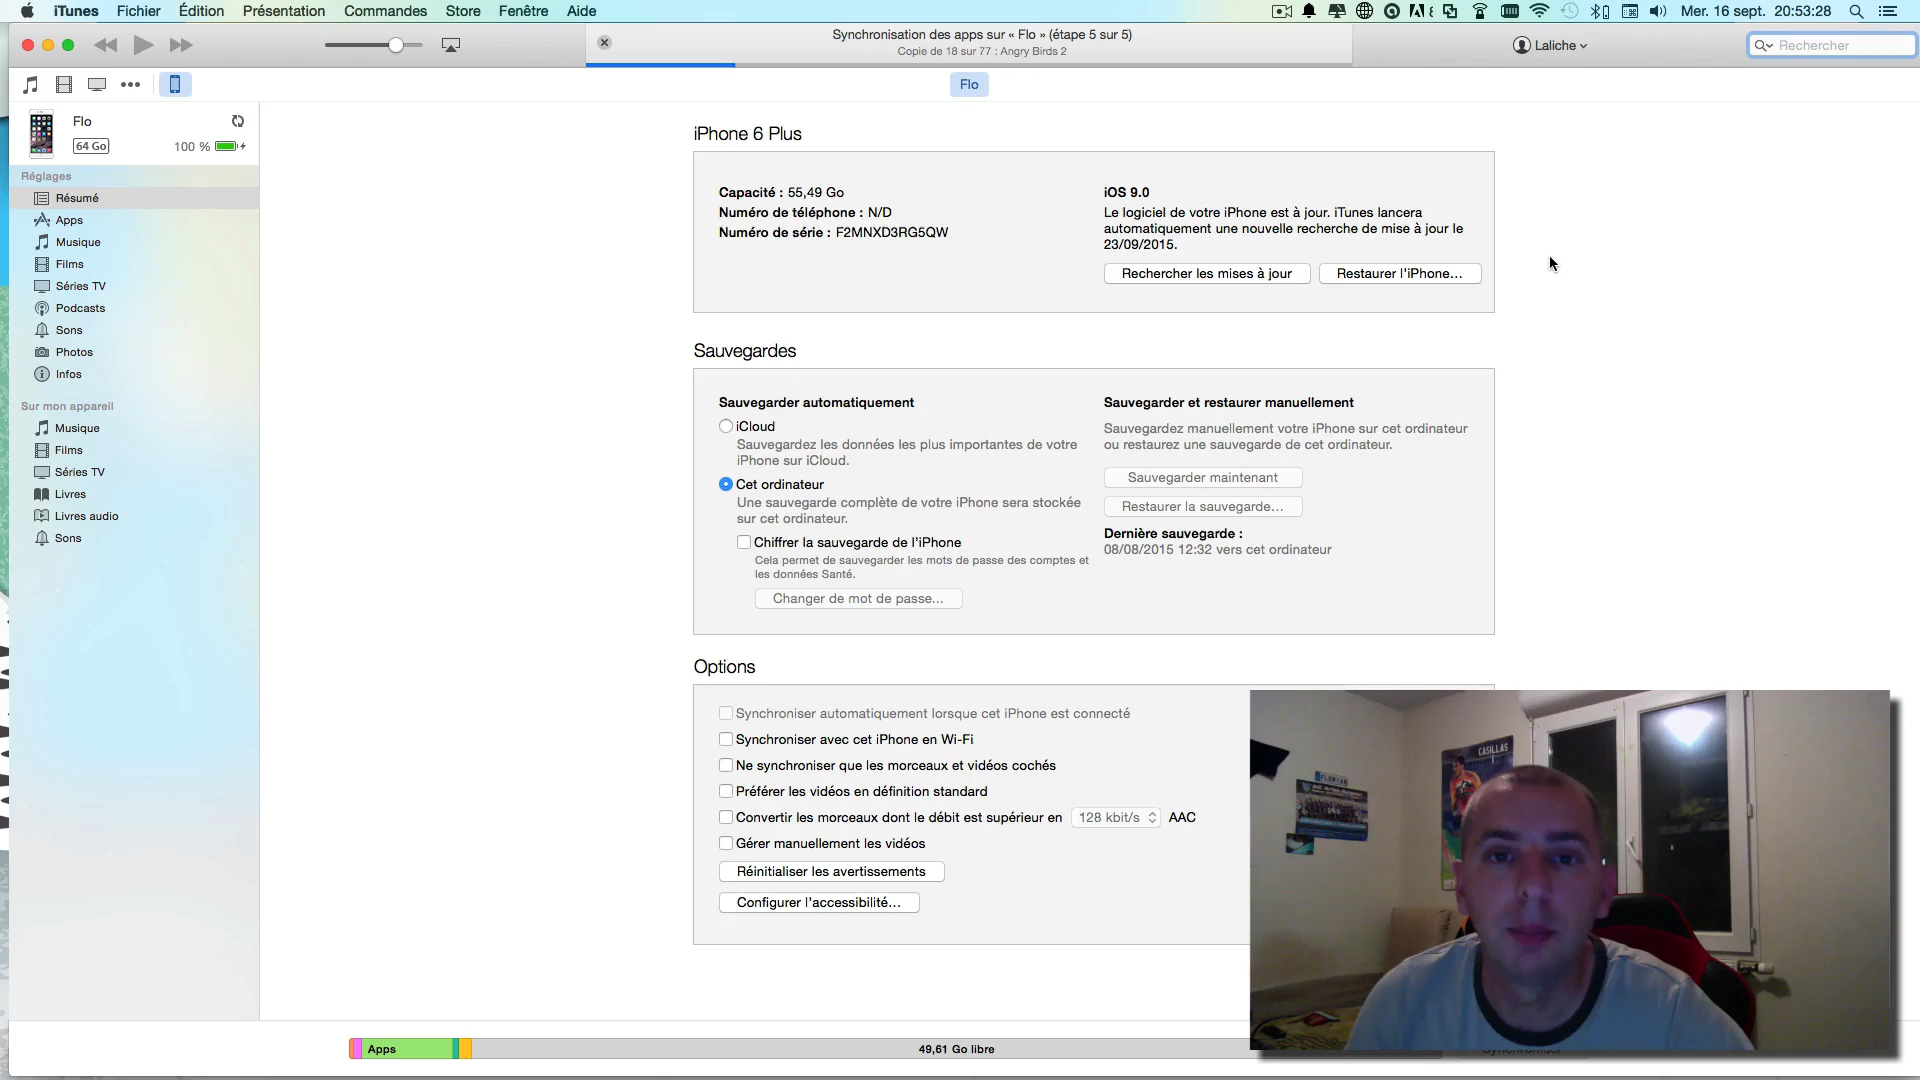 iTunes Fichier Édition Présentation Commandes Store Fenêtre Aide
Mer. 16 sept. 20:53:28
Synchronisation des apps sur « Flo » (étape 5 sur 5)
Copie de 18 sur 77 : Angry Birds 2
Laliche
Rechercher
Flo
Flo
64 Go
100 %
Réglages
Résumé
Apps
Musique
Films
Séries TV
Podcasts
Sons
Photos
Infos
Sur mon appareil
Musique
Films
Séries TV
Livres
Livres audio
Sons
iPhone 6 Plus
Capacité : 55,49 Go
Numéro de téléphone : N/D
Numéro de série : F2MNXD3RG5QW
iOS 9.0
Le logiciel de votre iPhone est à jour. iTunes lancera
automatiquement une nouvelle recherche de mise à jour le
23/09/2015.
Rechercher les mises à jour
Restaurer l’iPhone…
Sauvegardes
Sauvegarder automatiquement
iCloud
Sauvegardez les données les plus importantes de votre
iPhone sur iCloud.
Cet ordinateur
Une sauvegarde complète de votre iPhone sera stockée
sur cet ordinateur.
Chiffrer la sauvegarde de l’iPhone
Cela permet de sauvegarder les mots de passe des comptes et
les données Santé.
Changer de mot de passe…
Sauvegarder et restaurer manuellement
Sauvegardez manuellement votre iPhone sur cet ordinateur
ou restaurez une sauvegarde de cet ordinateur.
Sauvegarder maintenant
Restaurer la sauvegarde…
Dernière sauvegarde :
08/08/2015 12:32 vers cet ordinateur
Options
Synchroniser automatiquement lorsque cet iPhone est connecté
Synchroniser avec cet iPhone en Wi-Fi
Ne synchroniser que les morceaux et vidéos cochés
Préférer les vidéos en définition standard
Convertir les morceaux dont le débit est supérieur en 128 kbit/s AAC
Gérer manuellement les vidéos
Réinitialiser les avertissements
Configurer l’accessibilité…
CASILLAS
FLORIAN
Apps
49,61 Go libre